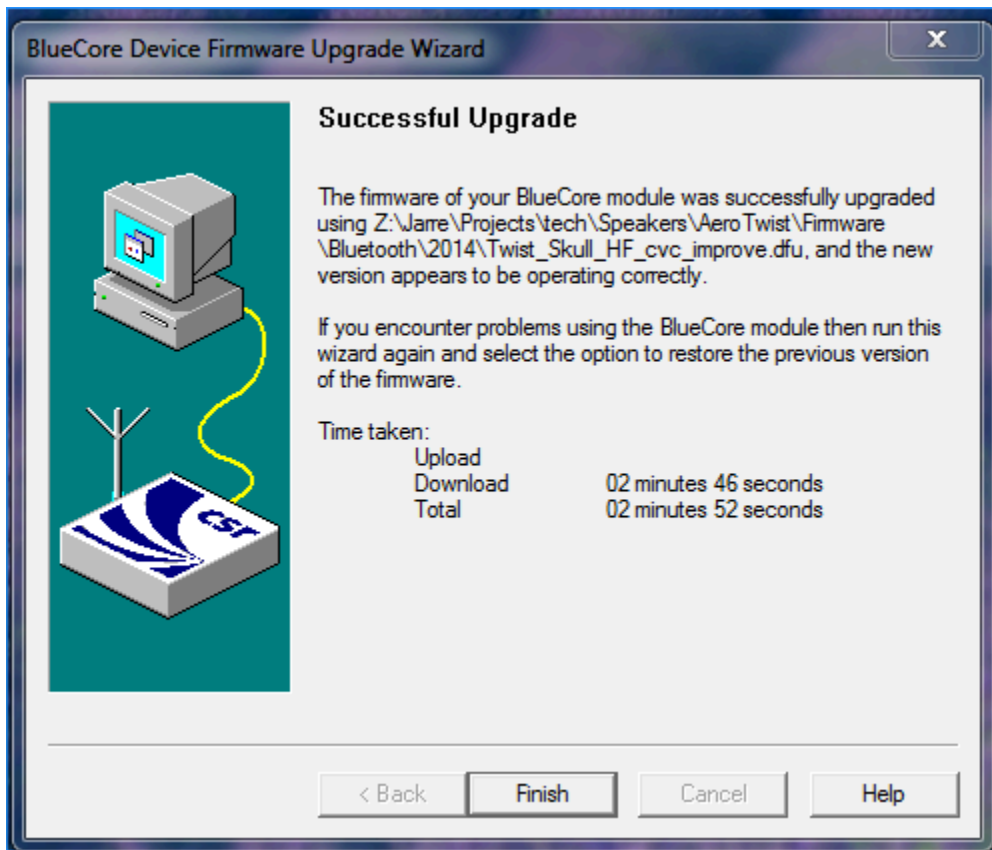 BlueCore Device Firmware Upgrade Wizard
X
Successful Upgrade
The firmware of your BlueCore module was successfully upgraded
using Z:\Jarre\Projects\tech\Speakers\AeroTwist\Firmware
\Bluetooth\2014\Twist_Skull_HF_cvc_improve.dfu, and the new
version appears to be operating correctly.
If you encounter problems using the BlueCore module then run this
wizard again and select the option to restore the previous version
of the firmware.
Time taken:
Upload
Download 02 minutes 46 seconds
Total 02 minutes 52 seconds
CSr
< Back Finish Cancel Help